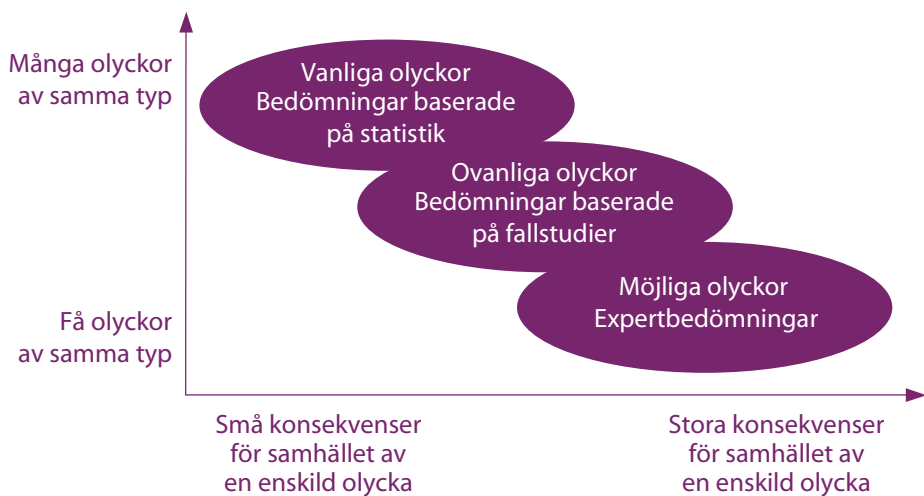 Många olyckor
av samma typ
Vanliga olyckor
Bedömningar baserade
på statistik
Ovanliga olyckor
Bedömningar baserade
på fallstudier
Möjliga olyckor
Expertbedömningar
Få olyckor
av samma typ
Små konsekvenser
för samhället av
en enskild olycka
Stora konsekvenser
för samhället av
en enskild olycka